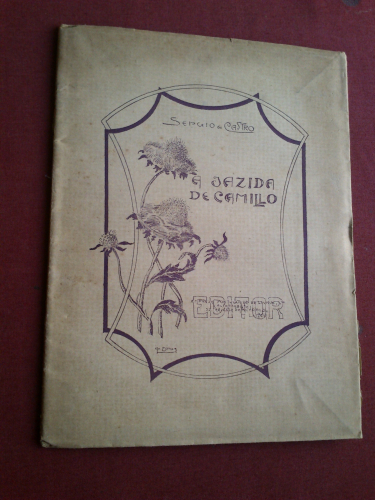 SERGIO DE CASTRO
A JAZIDA
DE CAMILLO
EDITOR